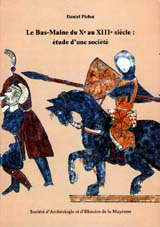 Daniel Pichot
Le Bas-Maine du Xᵉ au XIIIᵉ siècle :
étude d'une société
Société d'Archéologie et d'Histoire de la Mayenne